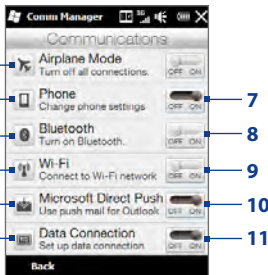 Comm Manager 3G X
Communications
Airplane Mode
Turn off all connections. OFF ON
Phone
Change phone settings OFF ON 7
Bluetooth
Turn on Bluetooth. OFF ON 8
Wi-Fi
Connect to Wi-Fi network OFF ON 9
Microsoft Direct Push
Use push mail for Outlook OFF ON 10
Data Connection
Set up data connection OFF ON 11
Back